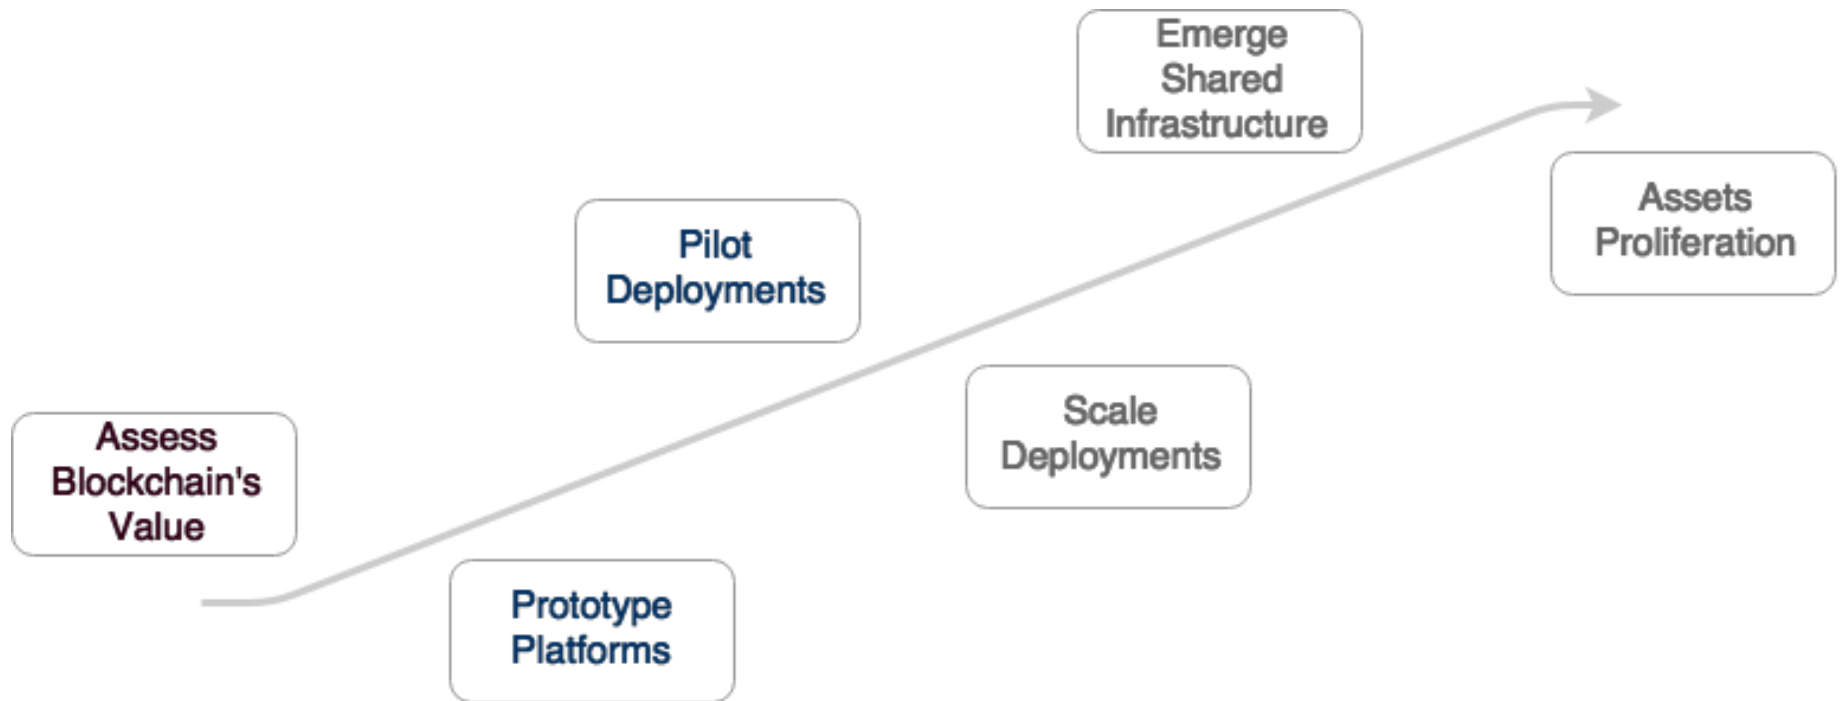 Assess
Blockchain's
Value
Prototype
Platforms
Pilot
Deployments
Scale
Deployments
Emerge
Shared
Infrastructure
Assets
Proliferation